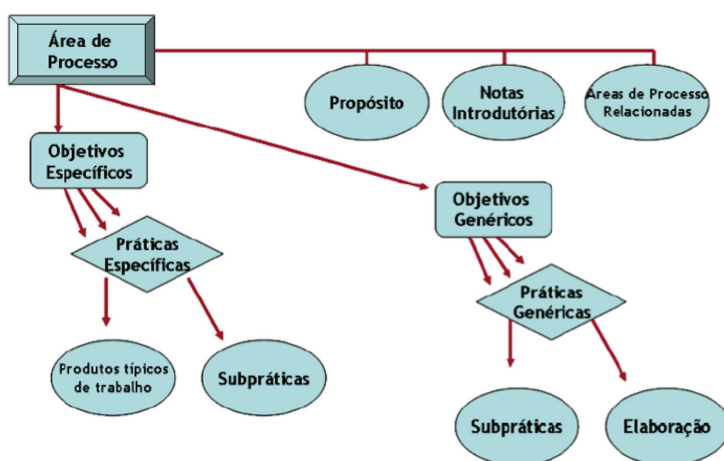 Área de
Processo
Propósito
Notas
Introdutórias
Áreas de Processo
Relacionadas
Objetivos
Específicos
Objetivos
Genéricos
Práticas
Específicas
Práticas
Genéricas
Produtos típicos
de trabalho
Subpráticas
Subpráticas
Elaboração